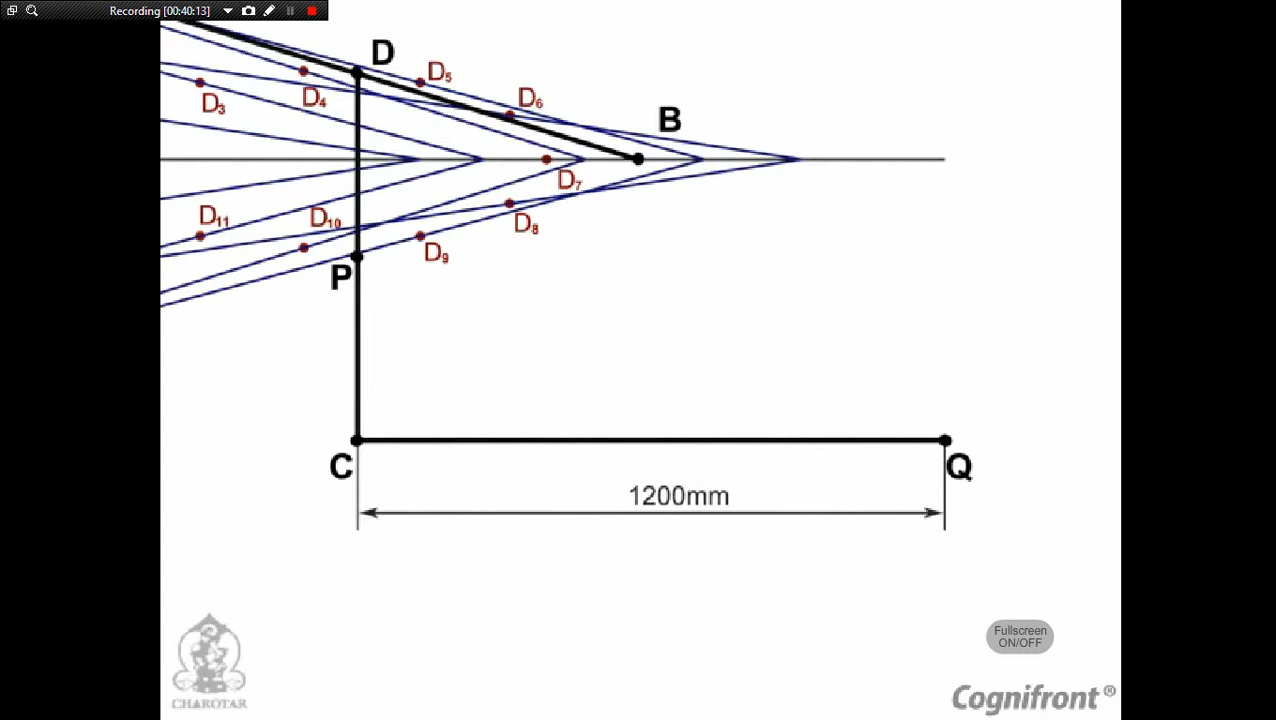 Recording [00:40:13]
D
D₅
D₃
D₄
D₆
B
D₇
D₁₁
D₁₀
D₈
D₉
P
C
Q
1200mm
Fullscreen
ON/OFF
CHAROTAR
Cognifront ®